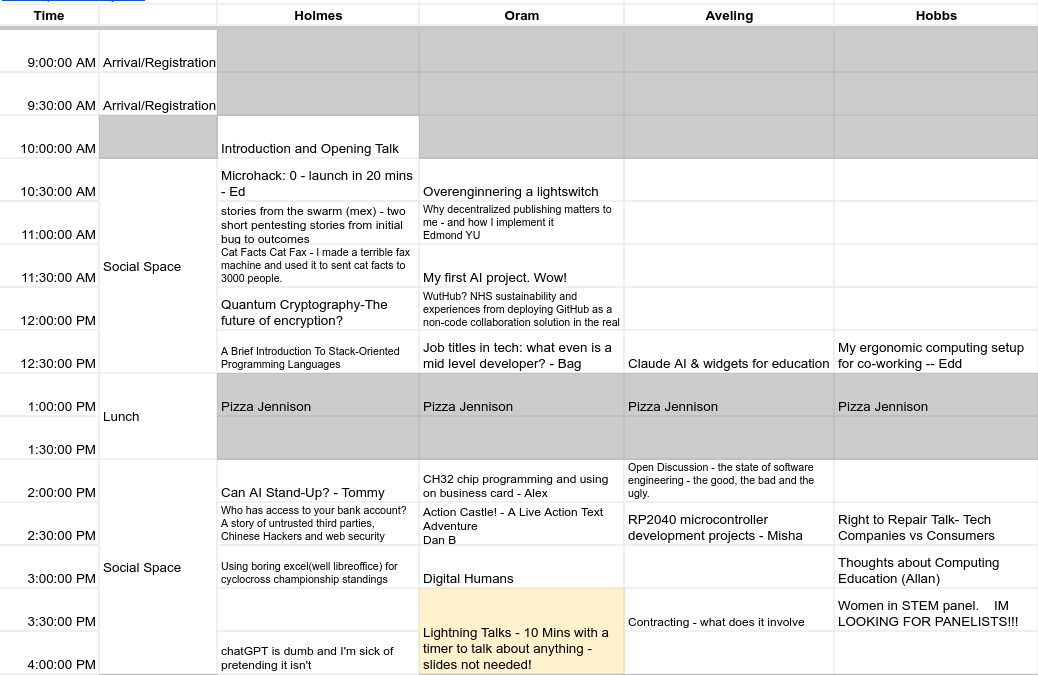 Time Holmes Oram Aveling Hobbs
9:00:00 AM Arrival/Registration
9:30:00 AM Arrival/Registration
10:00:00 AM Introduction and Opening Talk
10:30:00 AM
Microhack: 0 - launch in 20 mins
- Ed
Overenginnering a lightswitch
11:00:00 AM
stories from the swarm (mex) - two
short pentesting stories from initial
bug to outcomes
Why decentralized publishing matters to
me - and how I implement it
Edmond YU
Social Space
11:30:00 AM
Cat Facts Cat Fax - I made a terrible fax
machine and used it to sent cat facts to
3000 people.
My first AI project. Wow!
12:00:00 PM
Quantum Cryptography-The
future of encryption?
WutHub? NHS sustainability and
experiences from deploying GitHub as a
non-code collaboration solution in the real
12:30:00 PM
A Brief Introduction To Stack-Oriented
Programming Languages
Job titles in tech: what even is a
mid level developer? - Bag
Claude AI & widgets for education
My ergonomic computing setup
for co-working -- Edd
1:00:00 PM Pizza Jennison Pizza Jennison Pizza Jennison Pizza Jennison
Lunch
1:30:00 PM
2:00:00 PM
Can AI Stand-Up? - Tommy
CH32 chip programming and using
on business card - Alex
Open Discussion - the state of software
engineering - the good, the bad and the
ugly.
2:30:00 PM
Who has access to your bank account?
A story of untrusted third parties,
Chinese Hackers and web security
Action Castle! - A Live Action Text
Adventure
Dan B
RP2040 microcontroller
development projects - Misha
Right to Repair Talk- Tech
Companies vs Consumers
Social Space
3:00:00 PM
Using boring excel(well libreoffice) for
cyclocross championship standings
Digital Humans
Thoughts about Computing
Education (Allan)
3:30:00 PM
Lightning Talks - 10 Mins with a
timer to talk about anything -
slides not needed!
Contracting - what does it involve
Women in STEM panel. IM
LOOKING FOR PANELISTS!!!
4:00:00 PM
chatGPT is dumb and I'm sick of
pretending it isn't